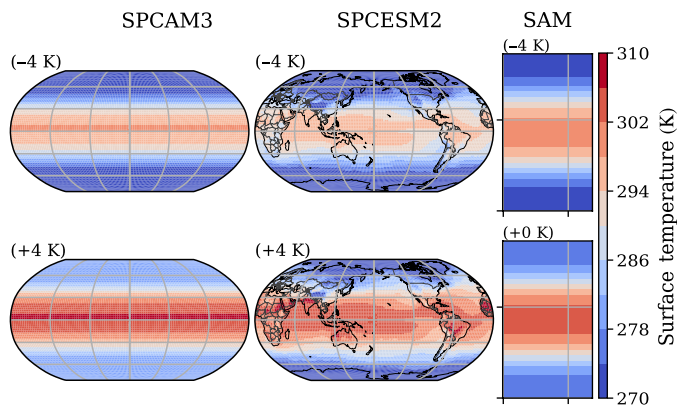 SPCAM3 SPCESM2 SAM
(−4 K) (−4 K) (−4 K)
(+4 K) (+4 K) (+0 K)
310
302
294
286
278
270
Surface temperature (K)